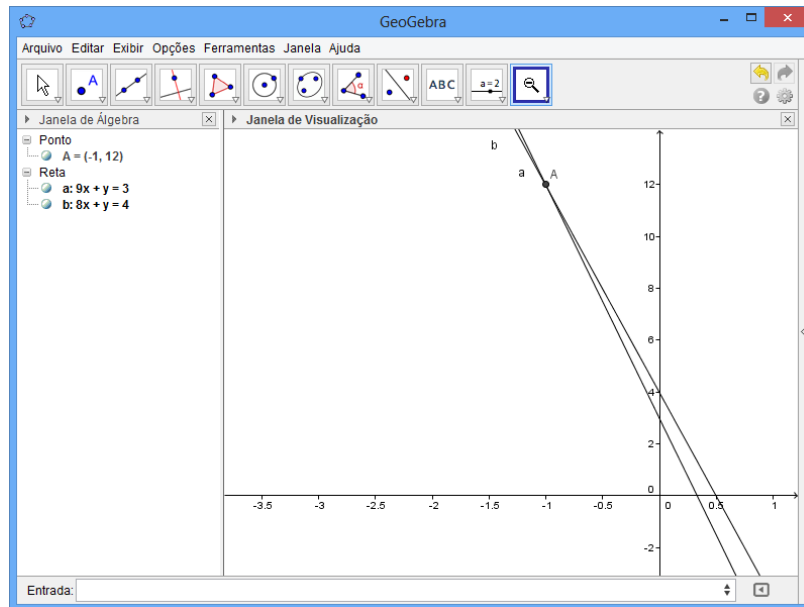 GeoGebra
Arquivo Editar Exibir Opções Ferramentas Janela Ajuda
A α ABC a=2
Janela de Álgebra
Janela de Visualização
Ponto
A = (-1, 12)
Reta
a: 9x + y = 3
b: 8x + y = 4
b
a
A
12
10
8
6
4
2
0
-3.5 -3 -2.5 -2 -1.5 -1 -0.5 0 0.5 1
-2
Entrada: